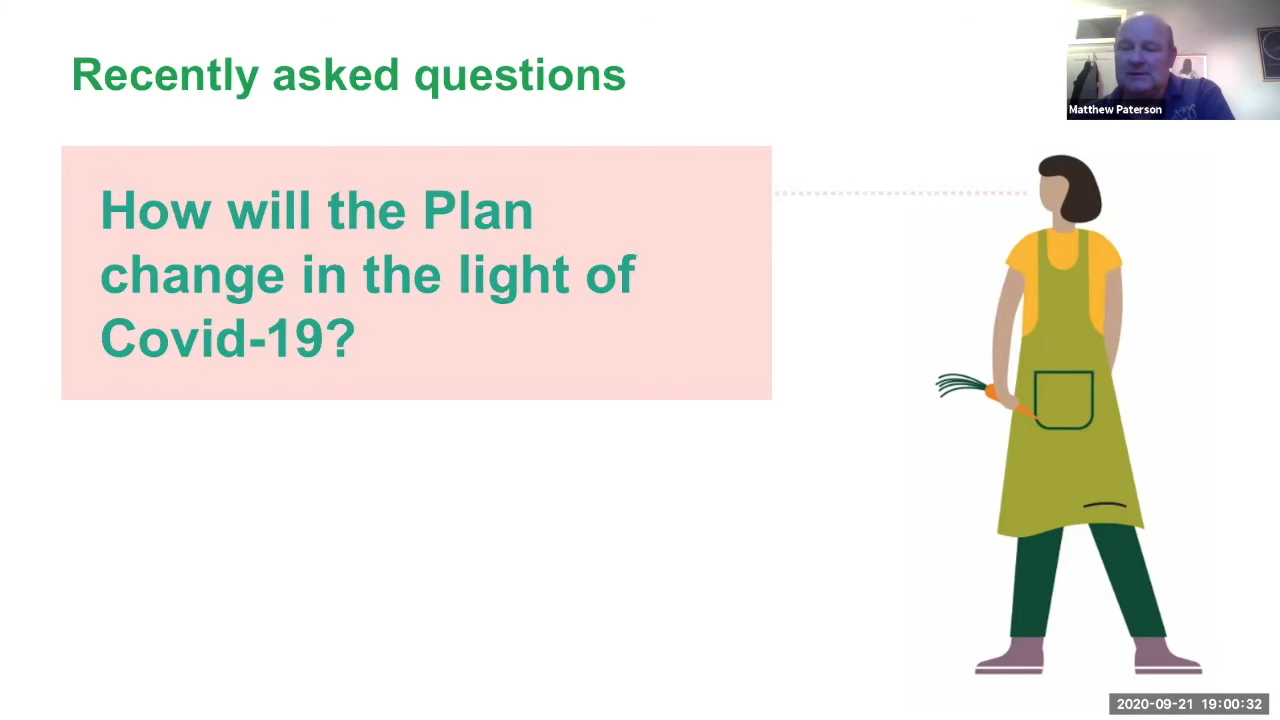 Recently asked questions
Matthew Paterson
How will the Plan
change in the light of
Covid-19?
2020-09-21 19:00:32